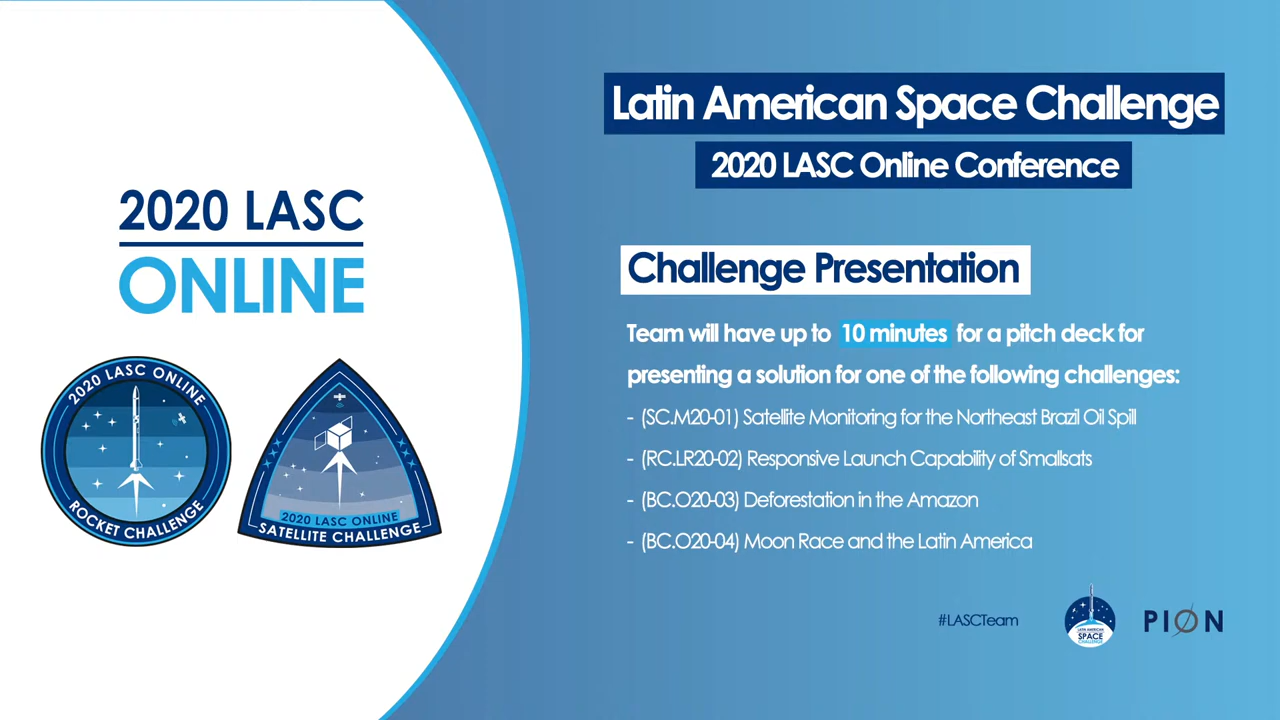 2020 LASC
ONLINE
2020 LASC ONLINE
ROCKET CHALLENGE
2020 LASC ONLINE
SATELLITE CHALLENGE
Latin American Space Challenge
2020 LASC Online Conference
Challenge Presentation
Team will have up to 10 minutes for a pitch deck for
presenting a solution for one of the following challenges:
- (SC.M20-01) Satellite Monitoring for the Northeast Brazil Oil Spill
- (RC.LR20-02) Responsive Launch Capability of Smallsats
- (BC.O20-03) Deforestation in the Amazon
- (BC.O20-04) Moon Race and the Latin America
#LASCTeam
LATIN AMERICAN
SPACE
CHALLENGE
PION